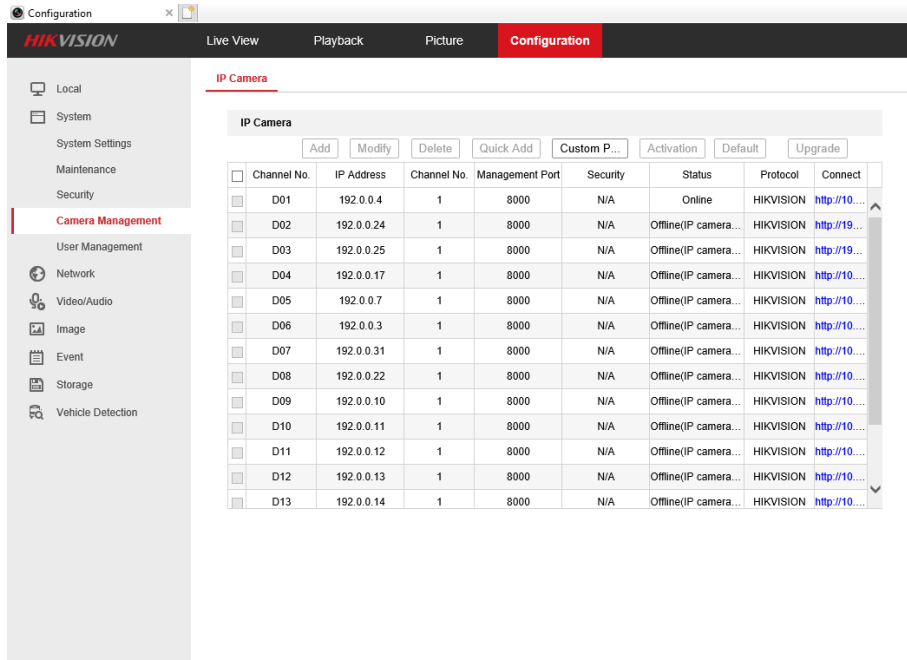 Configuration
HIKVISION Live View Playback Picture Configuration
IP Camera
Local
System
System Settings
Maintenance
Security
Camera Management
User Management
Network
Video/Audio
Image
Event
Storage
Vehicle Detection
IP Camera
Add Modify Delete Quick Add Custom P... Activation Default Upgrade
Channel No. IP Address Channel No. Management Port Security Status Protocol Connect
D01 192.0.0.4 1 8000 N/A Online HIKVISION http://10....
D02 192.0.0.24 1 8000 N/A Offline(IP camera... HIKVISION http://19...
D03 192.0.0.25 1 8000 N/A Offline(IP camera... HIKVISION http://19...
D04 192.0.0.17 1 8000 N/A Offline(IP camera... HIKVISION http://10....
D05 192.0.0.7 1 8000 N/A Offline(IP camera... HIKVISION http://10....
D06 192.0.0.3 1 8000 N/A Offline(IP camera... HIKVISION http://10....
D07 192.0.0.31 1 8000 N/A Offline(IP camera... HIKVISION http://10....
D08 192.0.0.22 1 8000 N/A Offline(IP camera... HIKVISION http://10....
D09 192.0.0.10 1 8000 N/A Offline(IP camera... HIKVISION http://10....
D10 192.0.0.11 1 8000 N/A Offline(IP camera... HIKVISION http://10....
D11 192.0.0.12 1 8000 N/A Offline(IP camera... HIKVISION http://10....
D12 192.0.0.13 1 8000 N/A Offline(IP camera... HIKVISION http://10....
D13 192.0.0.14 1 8000 N/A Offline(IP camera... HIKVISION http://10....